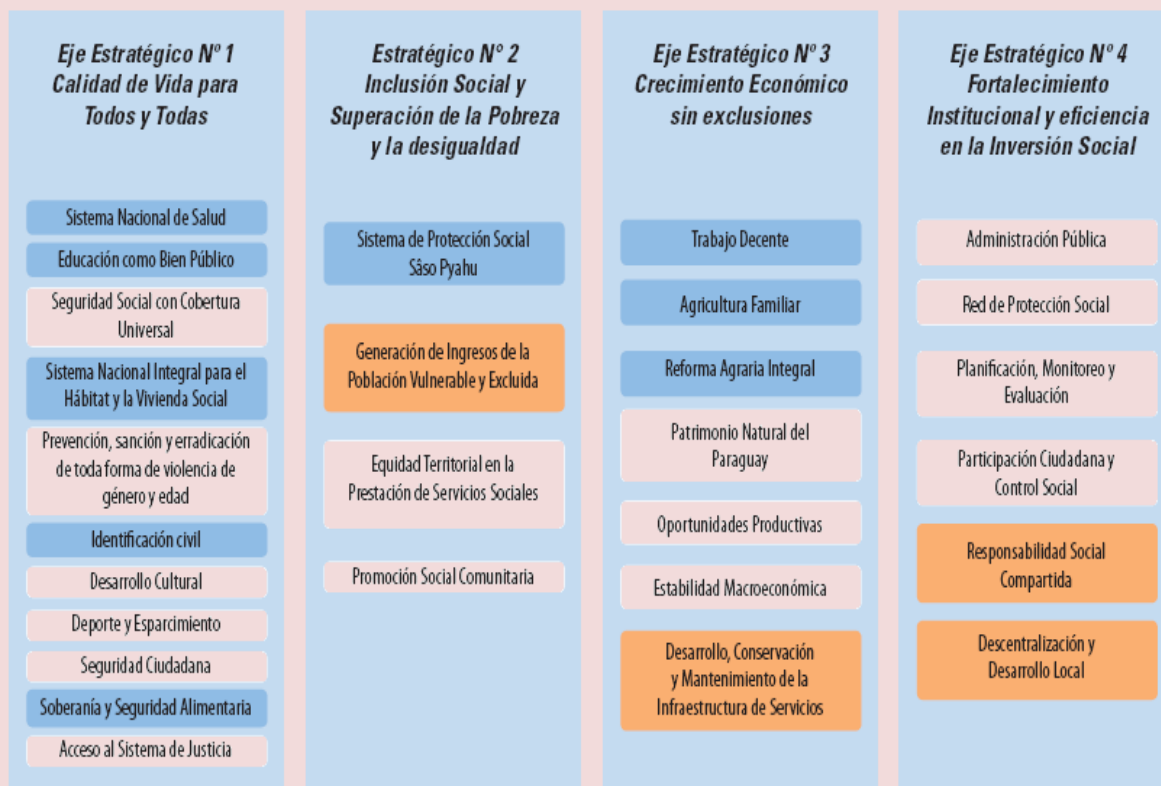 Eje Estratégico Nº 1
Calidad de Vida para
Todos y Todas
Sistema Nacional de Salud
Educación como Bien Público
Seguridad Social con Cobertura
Universal
Sistema Nacional Integral para el
Hábitat y la Vivienda Social
Prevención, sanción y erradicación
de toda forma de violencia de
género y edad
Identificación civil
Desarrollo Cultural
Deporte y Esparcimiento
Seguridad Ciudadana
Soberanía y Seguridad Alimentaria
Acceso al Sistema de Justicia
Estratégico Nº 2
Inclusión Social y
Superación de la Pobreza
y la desigualdad
Sistema de Protección Social
Sâso Pyahu
Generación de Ingresos de la
Población Vulnerable y Excluida
Equidad Territorial en la
Prestación de Servicios Sociales
Promoción Social Comunitaria
Eje Estratégico Nº 3
Crecimiento Económico
sin exclusiones
Trabajo Decente
Agricultura Familiar
Reforma Agraria Integral
Patrimonio Natural del
Paraguay
Oportunidades Productivas
Estabilidad Macroeconómica
Desarrollo, Conservación
y Mantenimiento de la
Infraestructura de Servicios
Eje Estratégico Nº 4
Fortalecimiento
Institucional y eficiencia
en la Inversión Social
Administración Pública
Red de Protección Social
Planificación, Monitoreo y
Evaluación
Participación Ciudadana y
Control Social
Responsabilidad Social
Compartida
Descentralización y
Desarrollo Local